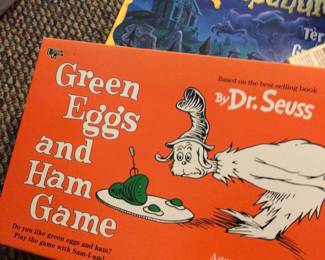 Ter
Green
Eggs
and
Ham
Game
Based on the best-selling book
By Dr. Seuss
Do you like green eggs and ham?
Play the game with Sam-I-am!